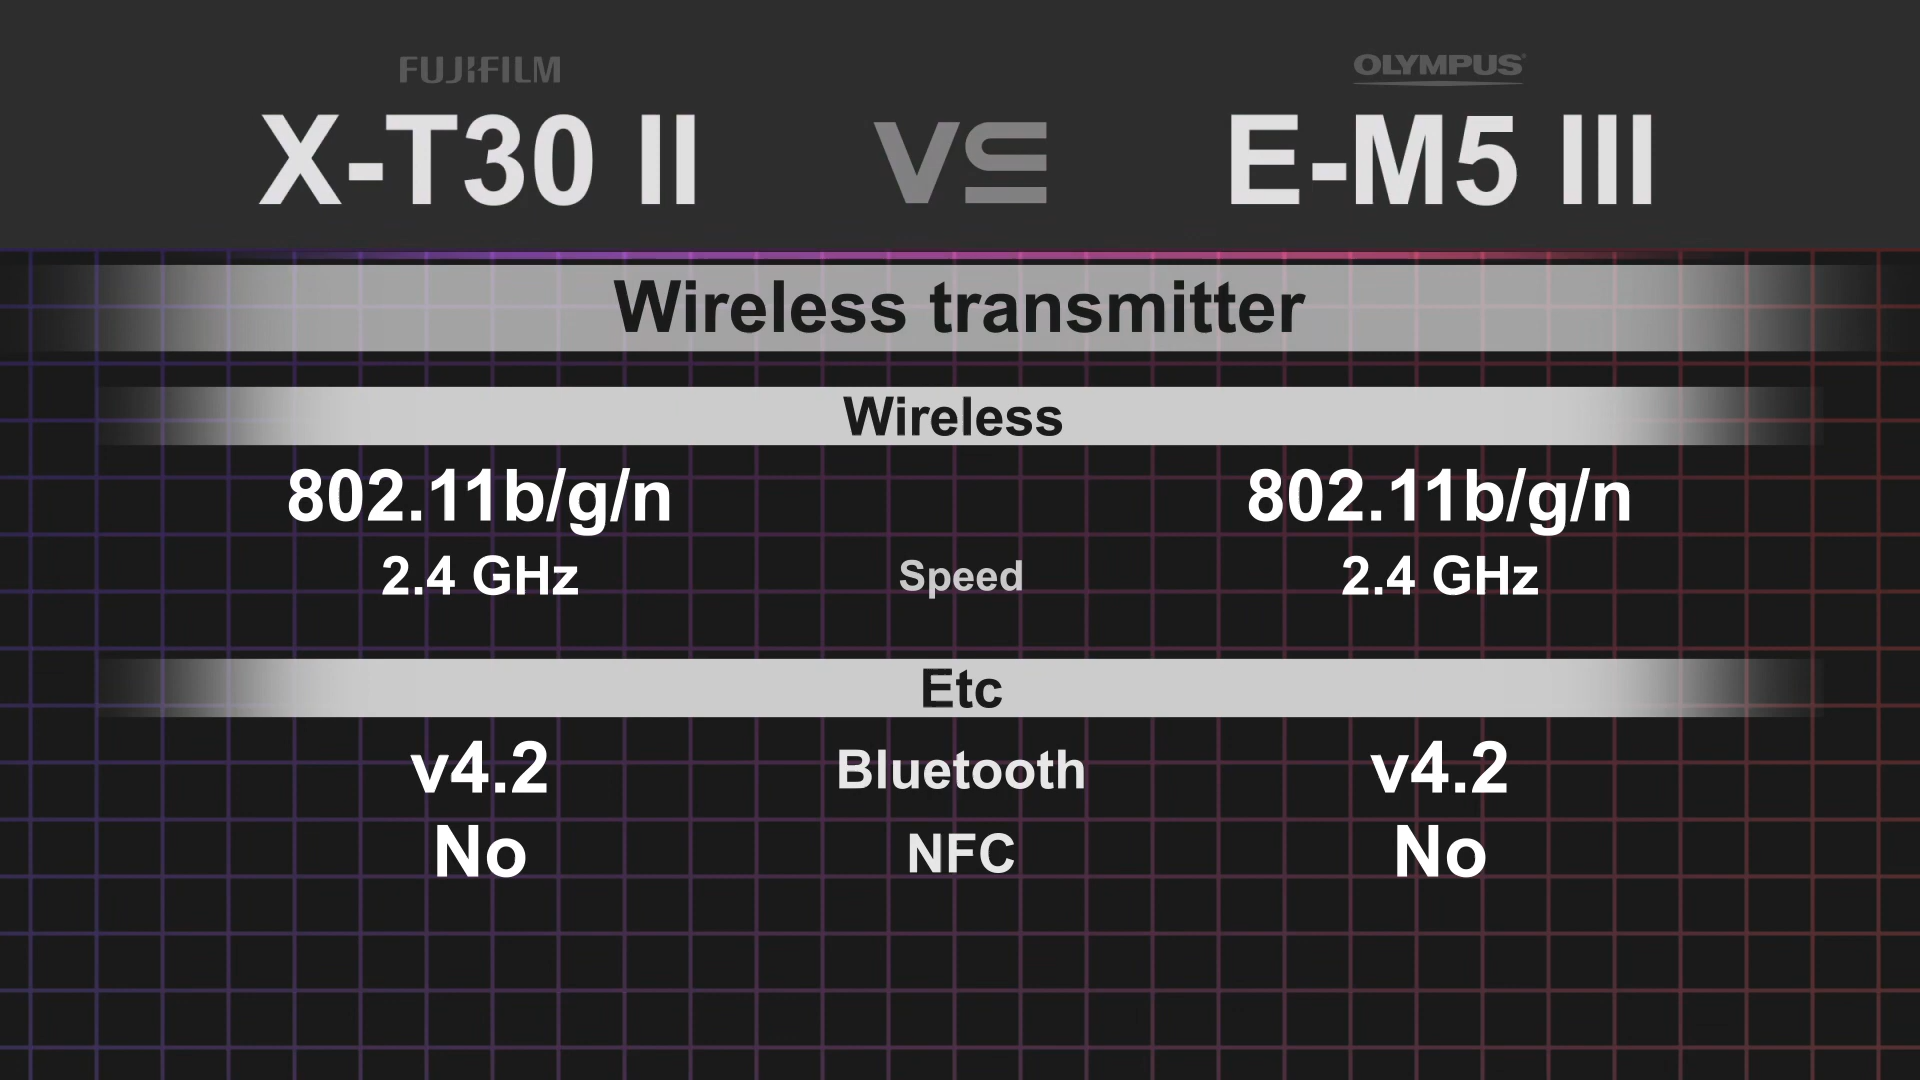 FUJIFILM
OLYMPUS
X-T30 II VS E-M5 III
Wireless transmitter
Wireless
802.11b/g/n 802.11b/g/n
2.4 GHz Speed 2.4 GHz
Etc
v4.2 Bluetooth v4.2
No NFC No